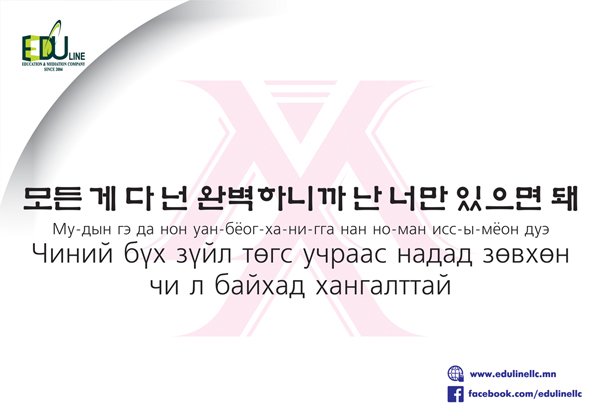 EDU LINE
EDUCATION & MEDIATION COMPANY
SINCE 2004
모든 게 다 넌 완벽하니까 난 너만 있으면 돼
Му-дын гэ да нон уан-бёог-ха-ни-гга нан но-ман исс-ы-мёон дуэ
Чиний бүх зүйл төгс учраас надад зөвхөн
чи л байхад хангалттай
www.edulinellc.mn
facebook.com/edulinellc